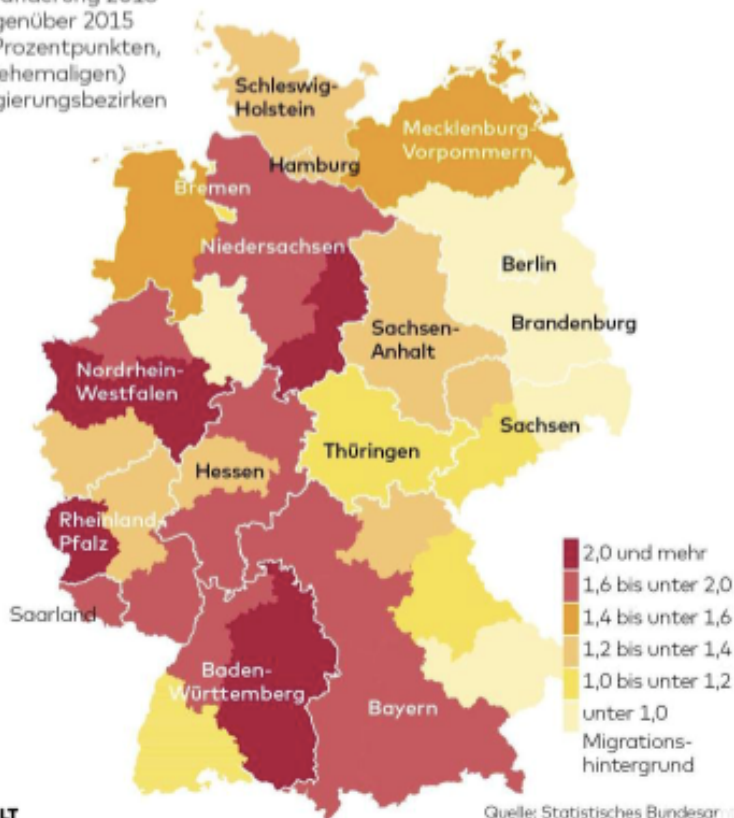 genüber 2015
Prozentpunkten,
ehemaligen)
gierungsbezirken
Schleswig-
Holstein
Mecklenburg-
Vorpommern
Hamburg
Bremen
Niedersachsen
Berlin
Brandenburg
Sachsen-
Anhalt
Nordrhein-
Westfalen
Sachsen
Thüringen
Hessen
Rheinland-
Pfalz
Saarland
Baden-
Württemberg
Bayern
2,0 und mehr
1,6 bis unter 2,0
1,4 bis unter 1,6
1,2 bis unter 1,4
1,0 bis unter 1,2
unter 1,0
Migrations-
hintergrund
LT
Quelle: Statistisches Bundesam